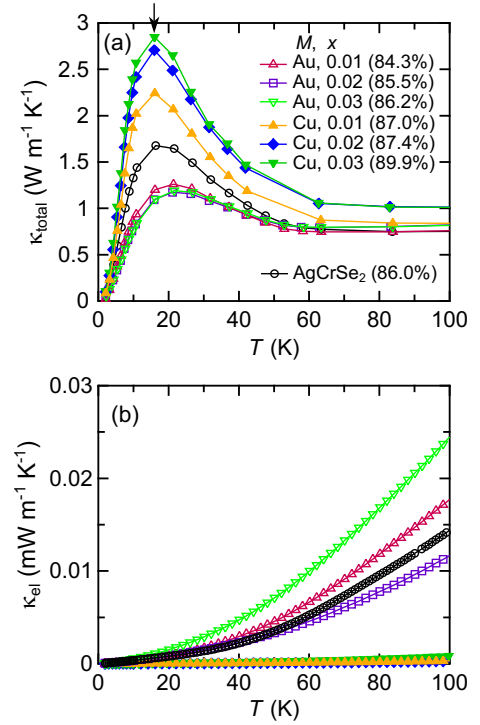 (a)
M, x
Au, 0.01 (84.3%)
Au, 0.02 (85.5%)
Au, 0.03 (86.2%)
Cu, 0.01 (87.0%)
Cu, 0.02 (87.4%)
Cu, 0.03 (89.9%)
AgCrSe₂ (86.0%)
κtotal (W m⁻¹ K⁻¹)
3
2.5
2
1.5
1
0.5
0
0 20 40 60 80 100
T (K)
(b)
κel (mW m⁻¹ K⁻¹)
0.03
0.02
0.01
0
0 20 40 60 80 100
T (K)